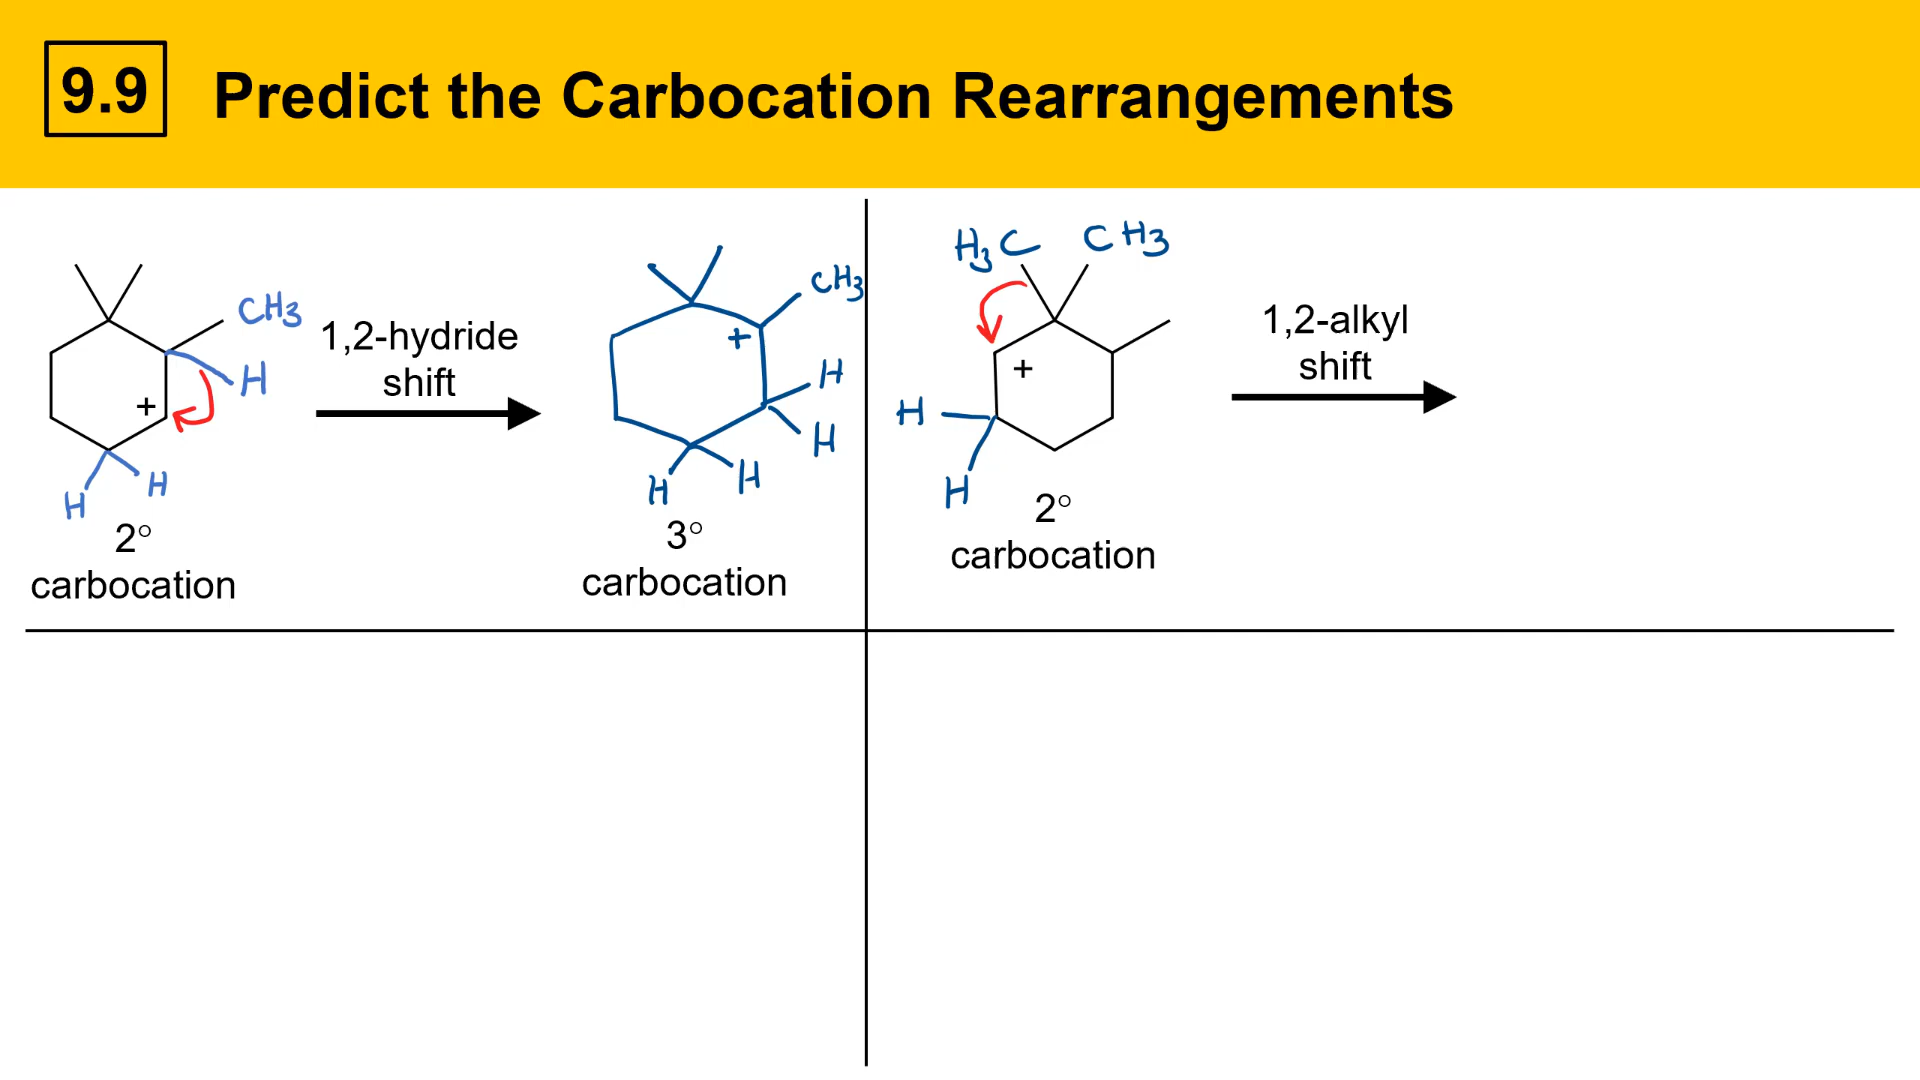 9.9 Predict the Carbocation Rearrangements
CH3
H
+
H
H
2°
carbocation
1,2-hydride
shift
CH3
+
H
H
H
H
3°
carbocation
H3C CH3
+
H
H
2°
carbocation
1,2-alkyl
shift